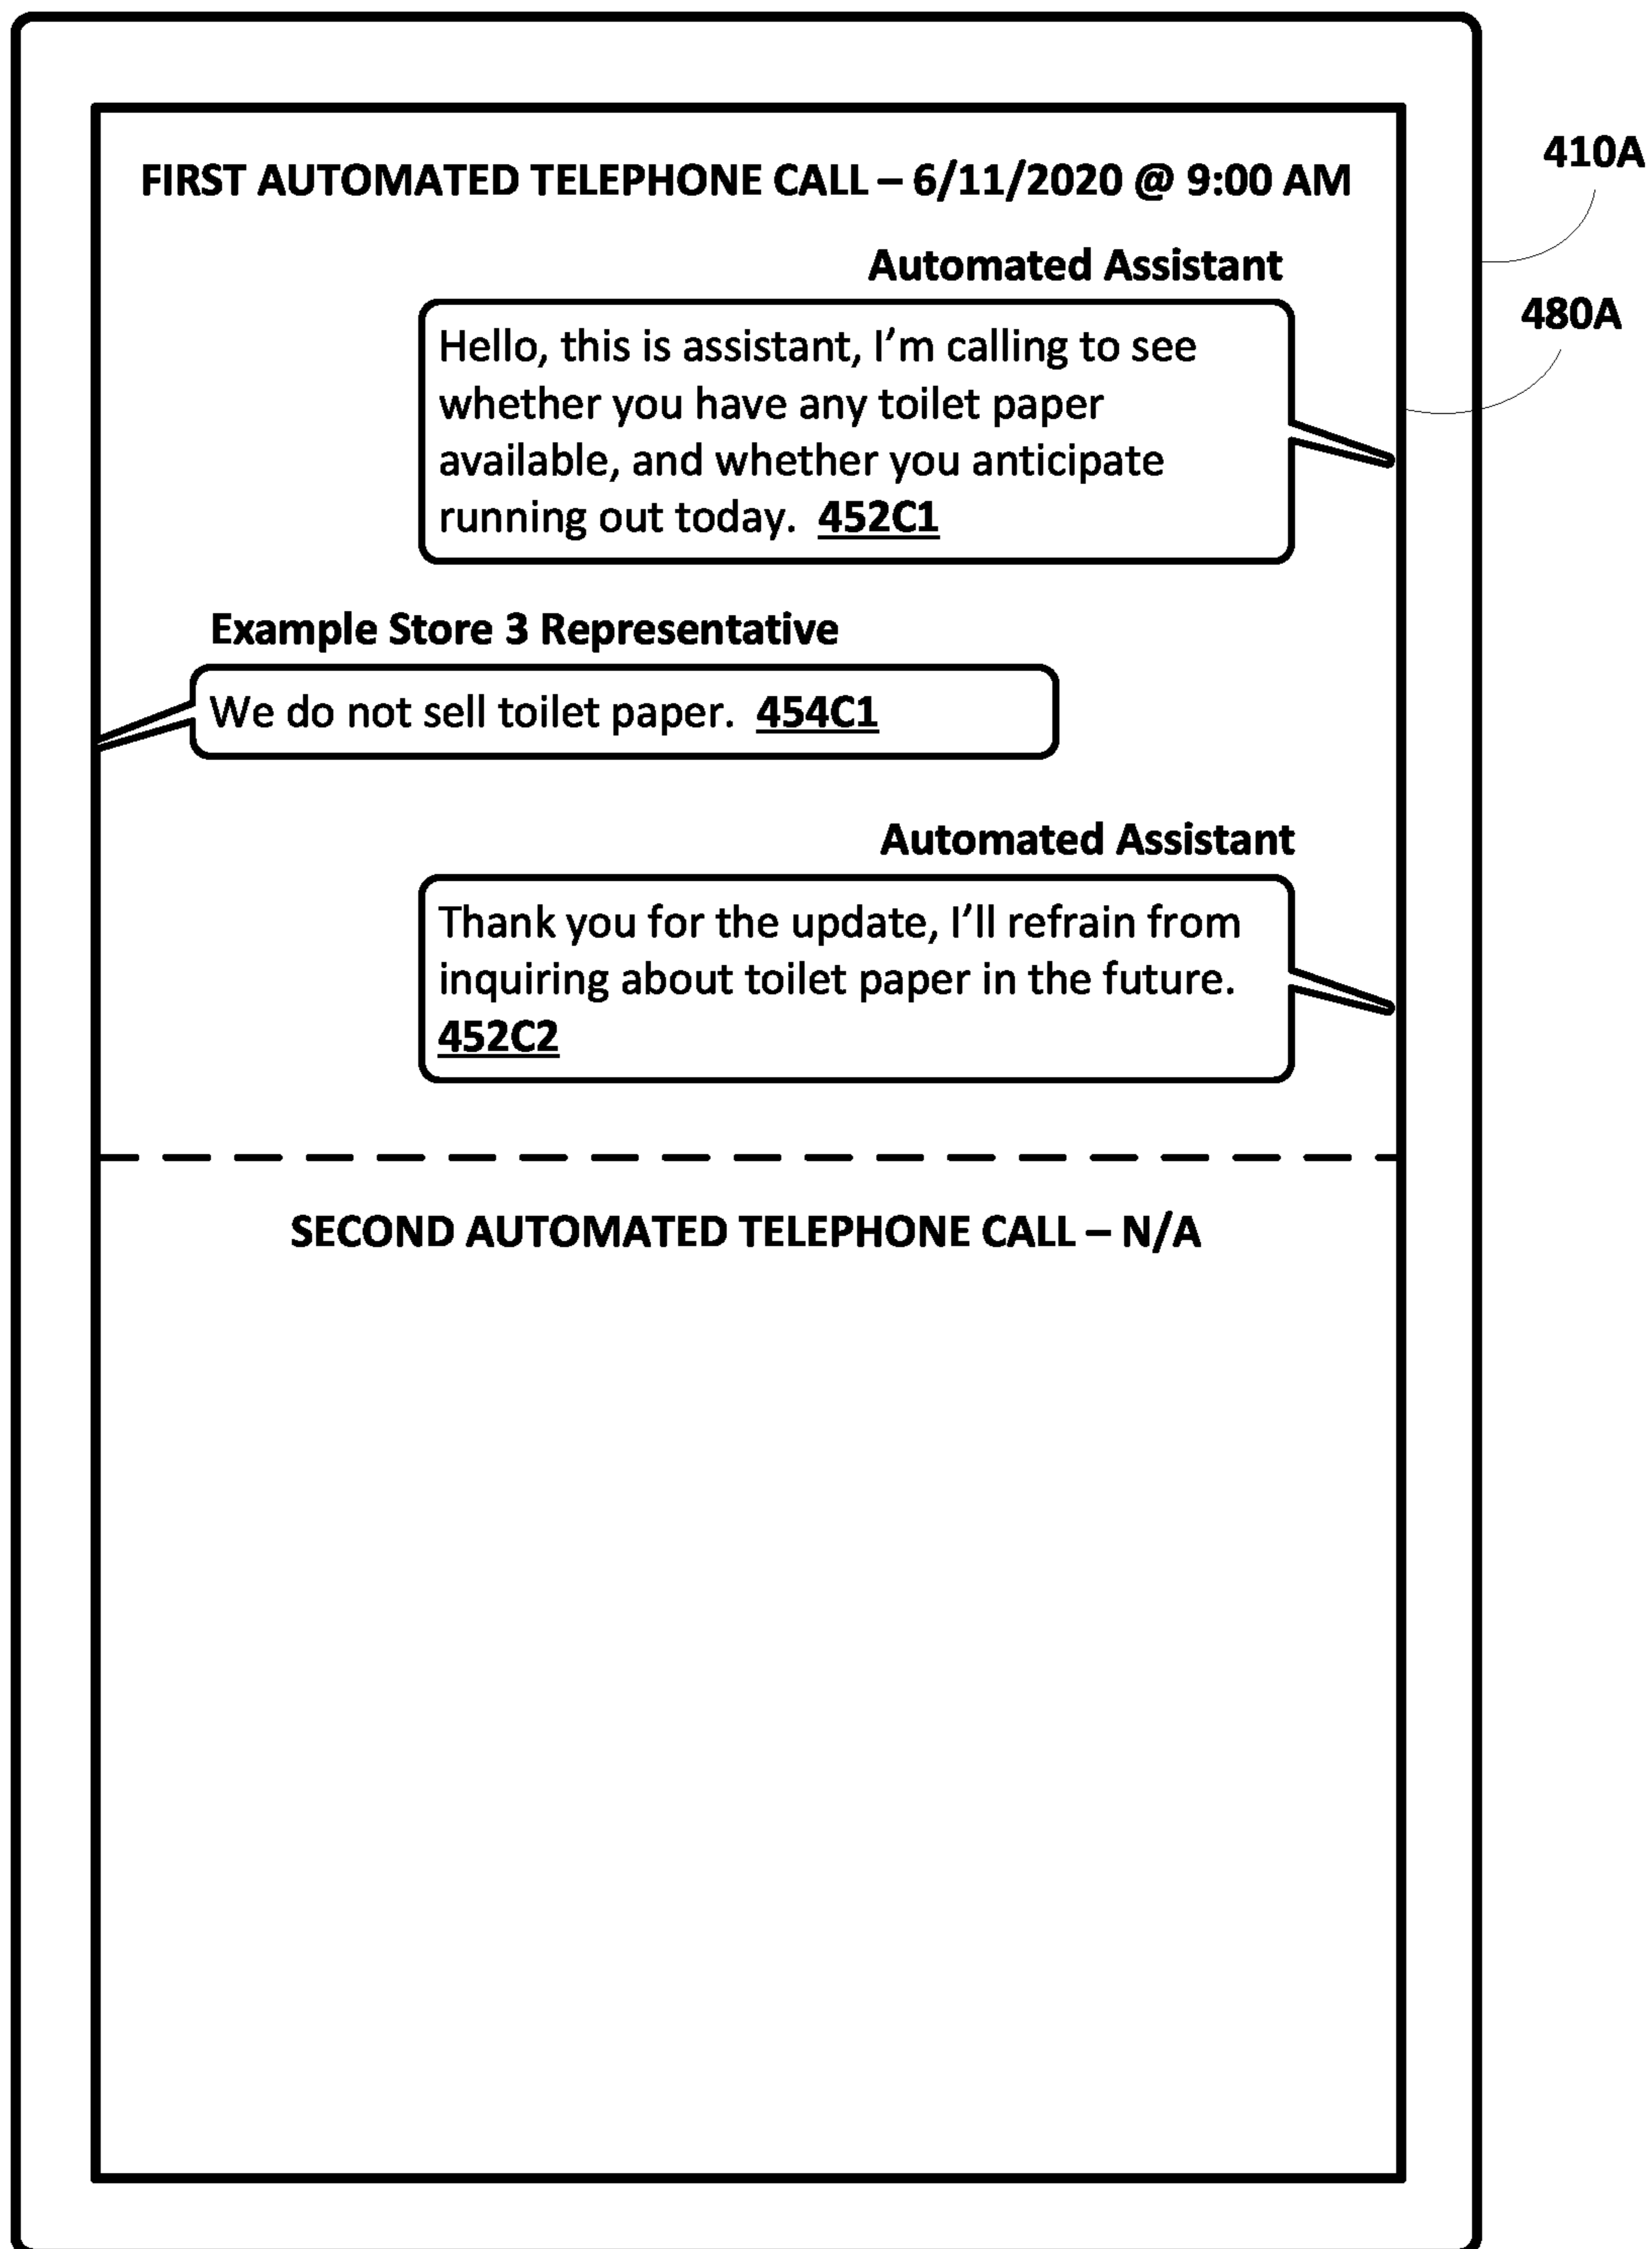 FIRST AUTOMATED TELEPHONE CALL – 6/11/2020 @ 9:00 AM
410A
Automated Assistant
480A
Hello, this is assistant, I'm calling to see
whether you have any toilet paper
available, and whether you anticipate
running out today. 452C1
Example Store 3 Representative
We do not sell toilet paper. 454C1
Automated Assistant
Thank you for the update, I'll refrain from
inquiring about toilet paper in the future.
452C2
SECOND AUTOMATED TELEPHONE CALL – N/A